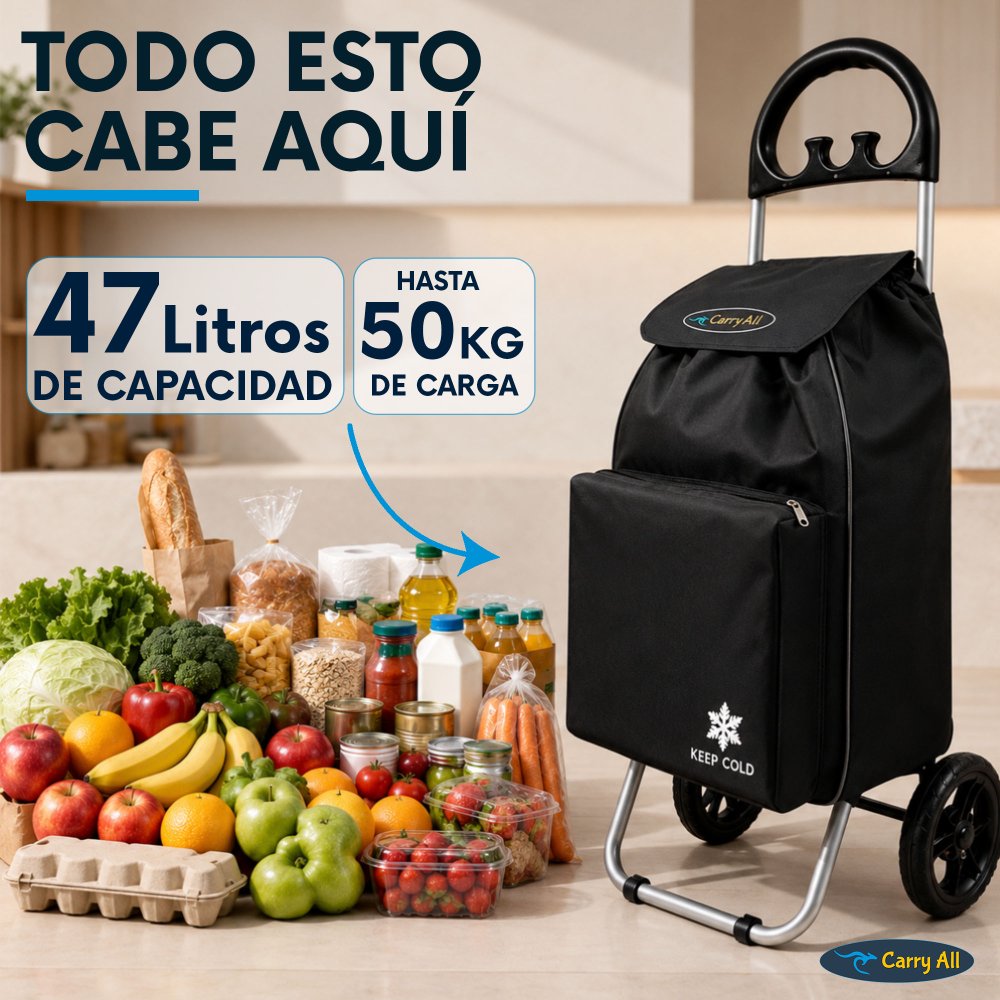 TODO ESTO
CABE AQUÍ
47 Litros
DE CAPACIDAD
HASTA
50 KG
DE CARGA
Carry All
KEEP COLD
Carry All